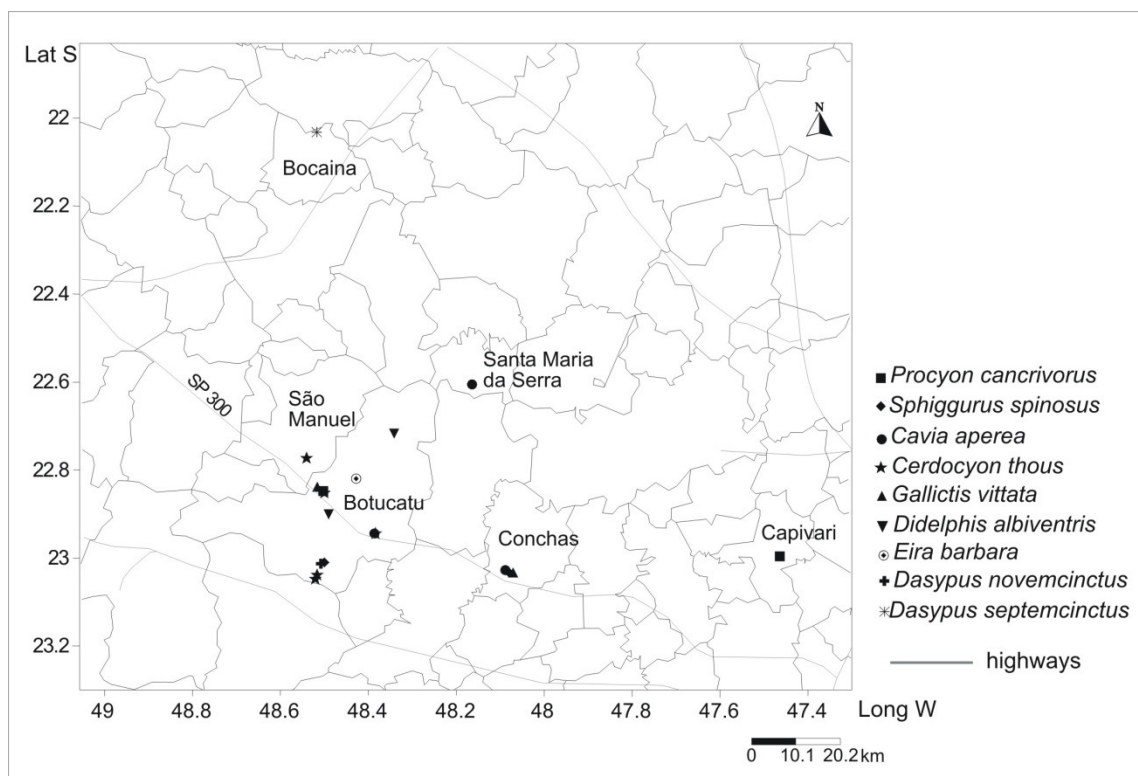 Lat S
N
22
Bocaina
22.2
22.4
Santa Maria
da Serra
22.6
SP 300
São
Manuel
22.8
Botucatu
Conchas
Capivari
23
23.2
49
48.8
48.6
48.4
48.2
48
47.8
47.6
47.4
Long W
0
10.1
20.2
km
Procyon cancrivorus
Sphiggurus spinosus
Cavia aperea
Cerdocyon thous
Gallictis vittata
Didelphis albiventris
Eira barbara
Dasypus novemcinctus
Dasypus septemcinctus
highways